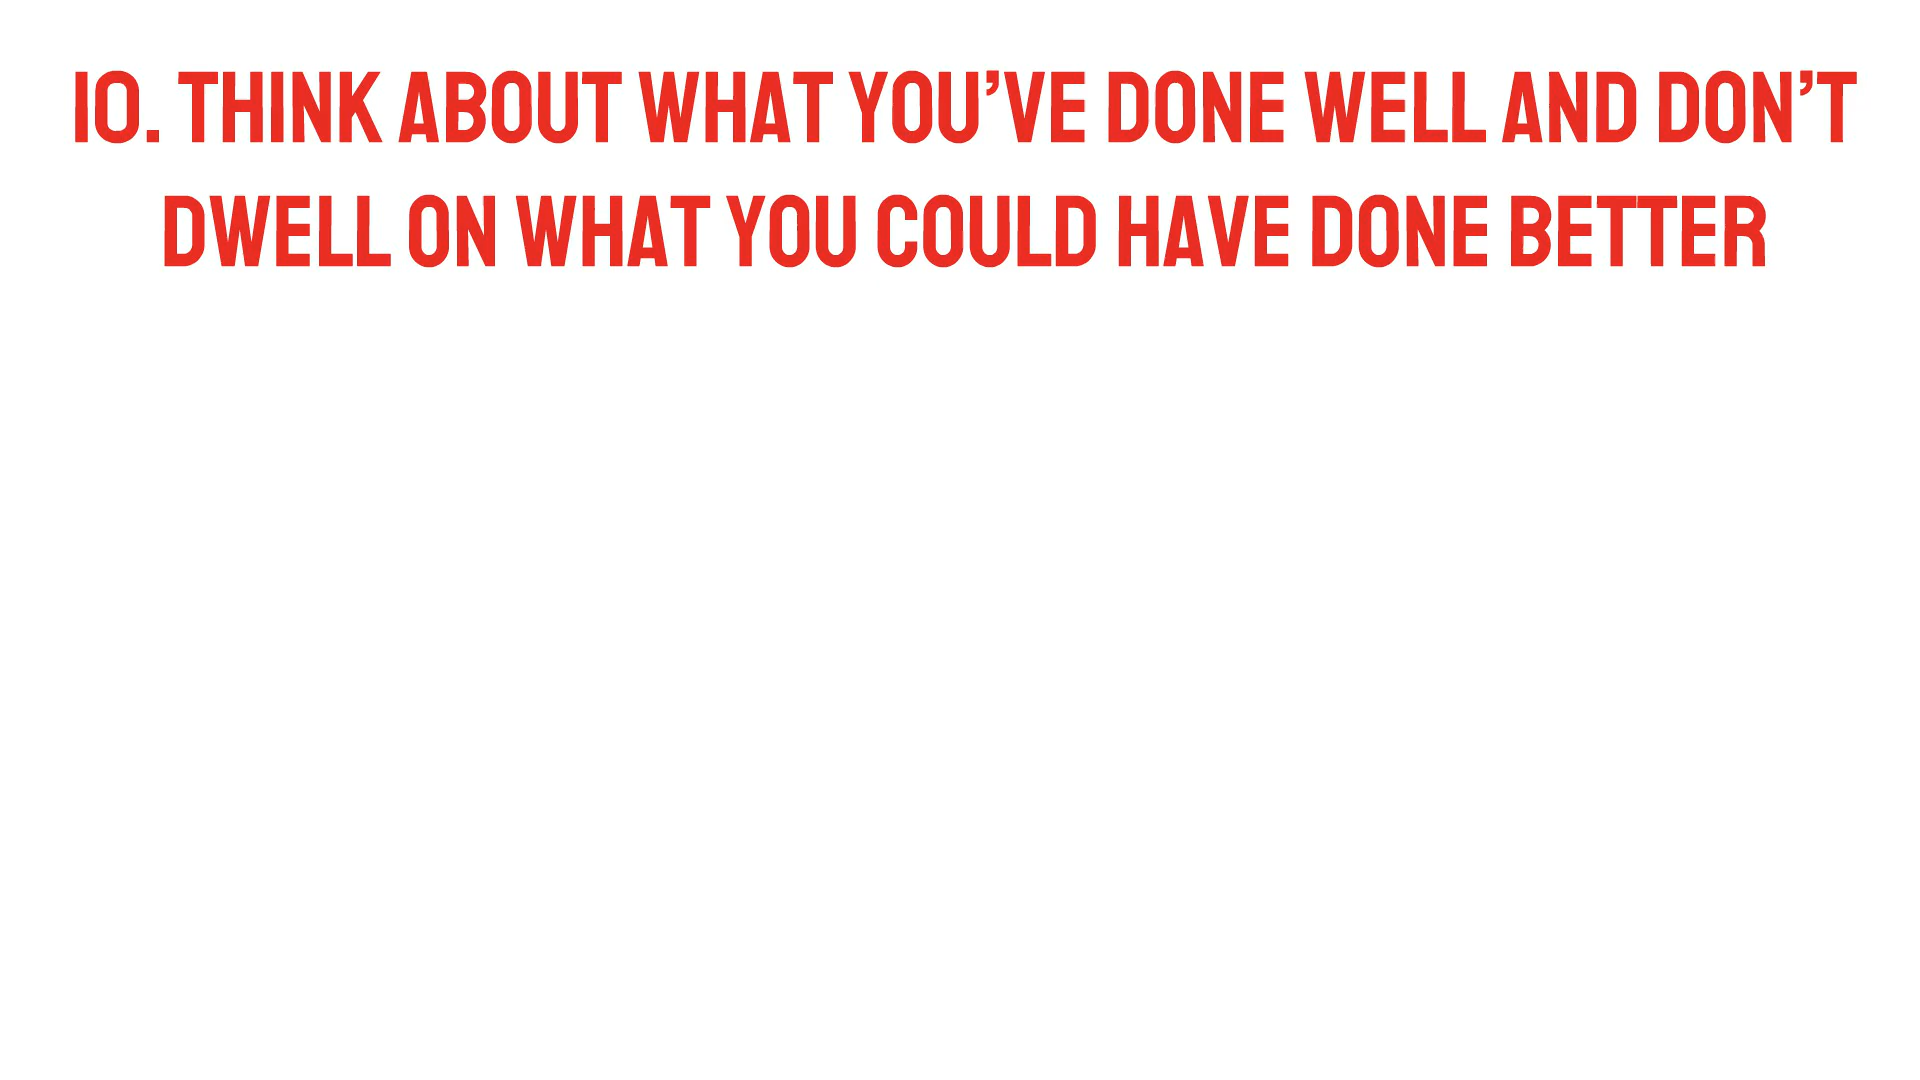 10. THINK ABOUT WHAT YOU’VE DONE WELL AND DON’T
DWELL ON WHAT YOU COULD HAVE DONE BETTER